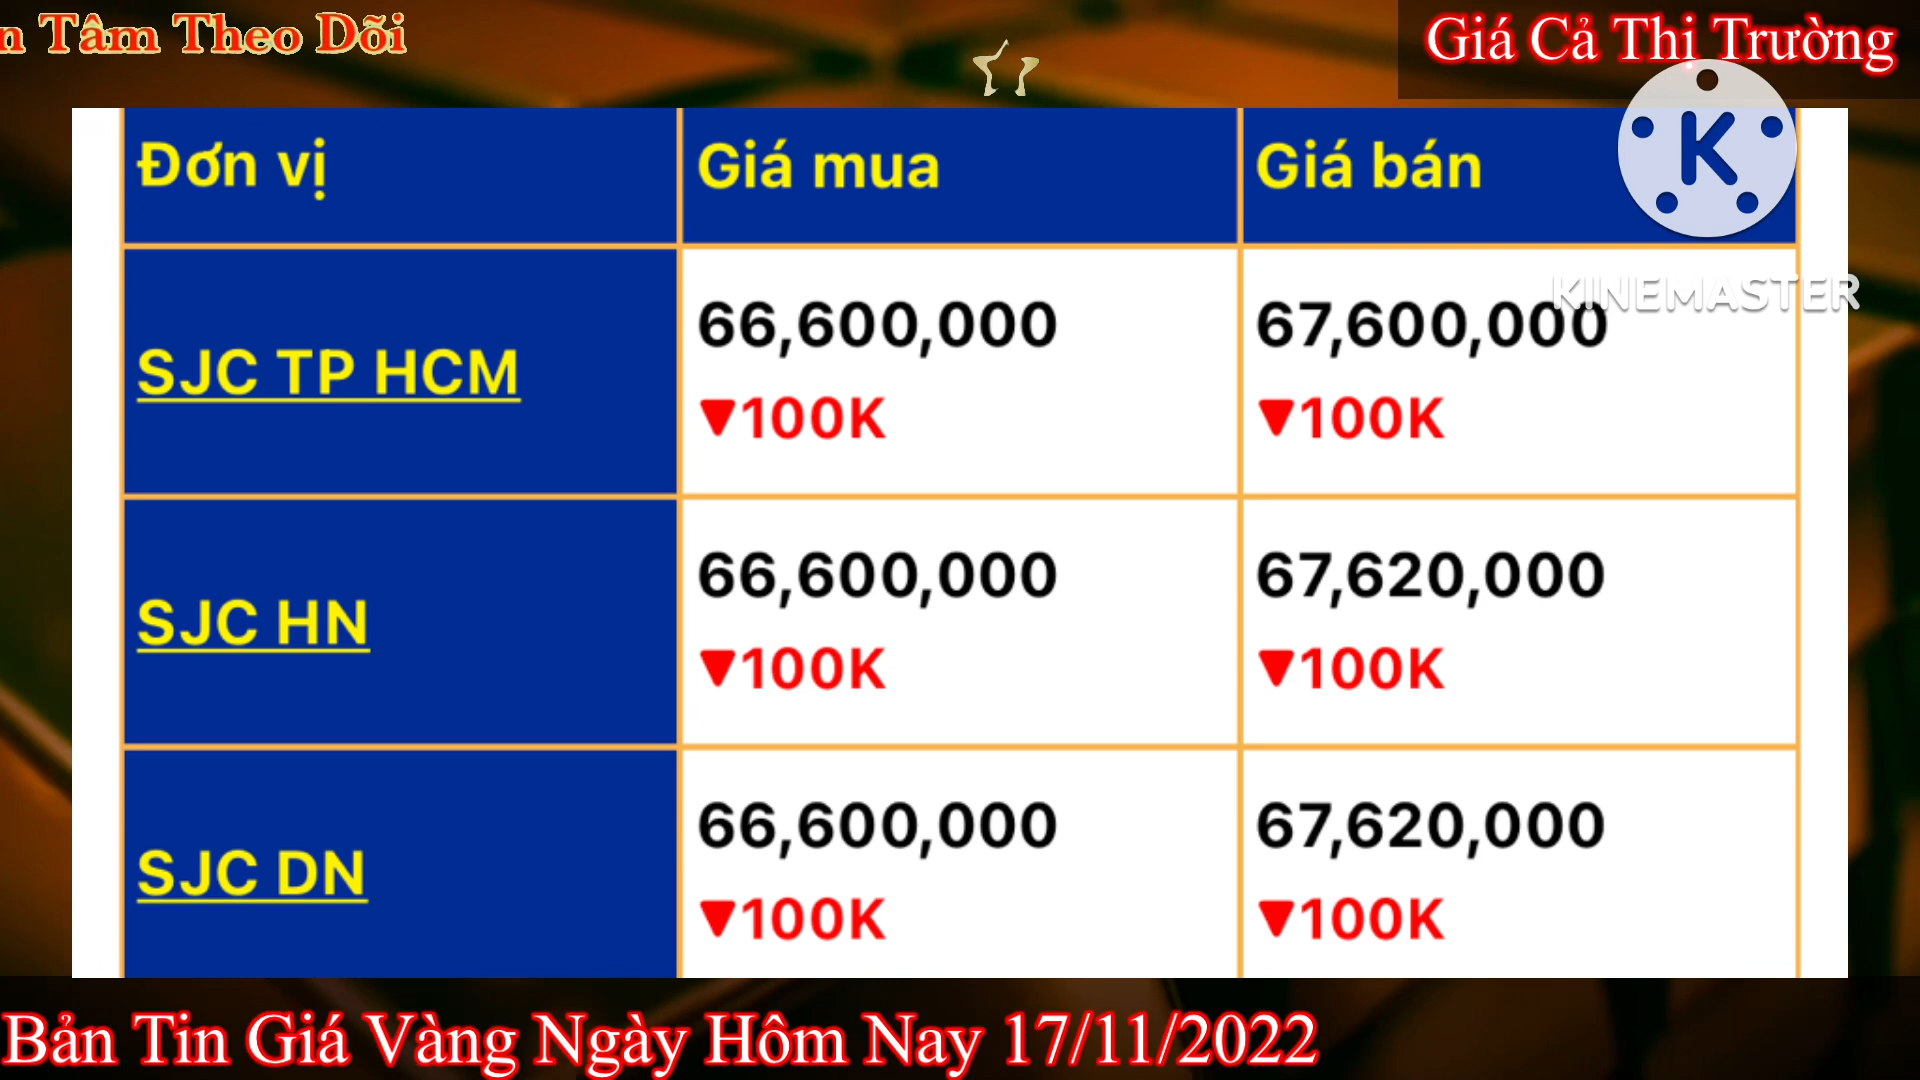 n Tâm Theo Dõi
Giá Cả Thị Trường
Đơn vị
Giá mua
Giá bán
K
KINEMASTER
SJC TP HCM
66,600,000
▼100K
67,600,000
▼100K
SJC HN
66,600,000
▼100K
67,620,000
▼100K
SJC DN
66,600,000
▼100K
67,620,000
▼100K
Bản Tin Giá Vàng Ngày Hôm Nay 17/11/2022